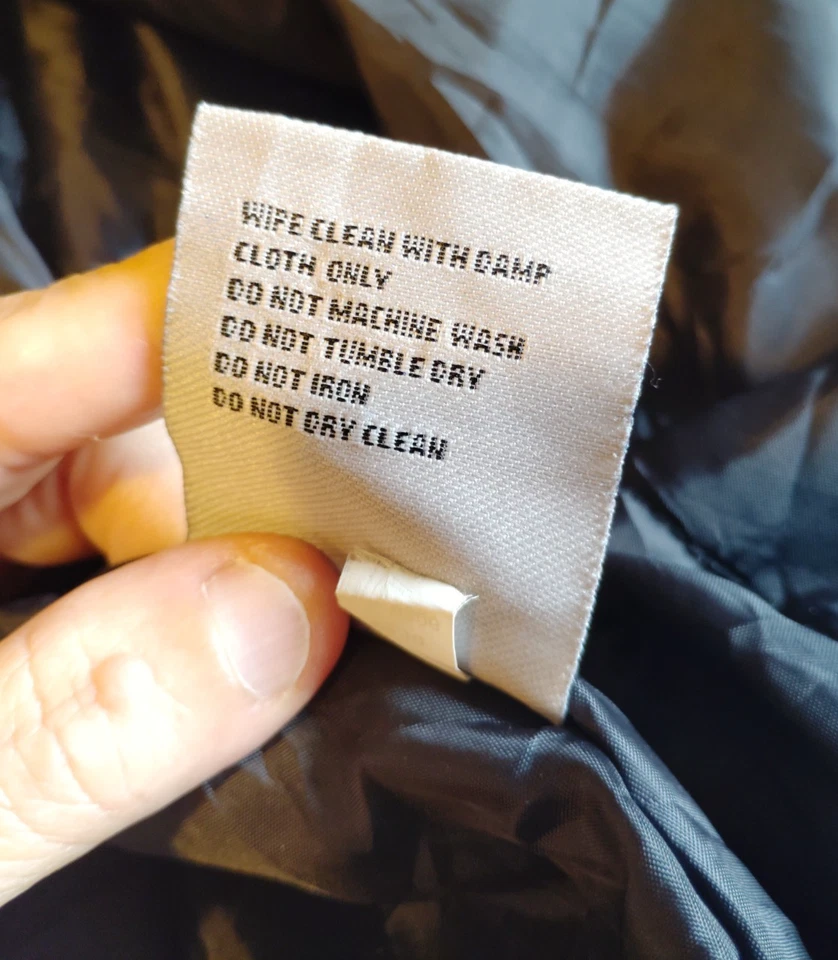 WIPE CLEAN WITH DAMP
CLOTH ONLY
DO NOT MACHINE WASH
DO NOT TUMBLE DRY
DO NOT IRON
DO NOT DRY CLEAN